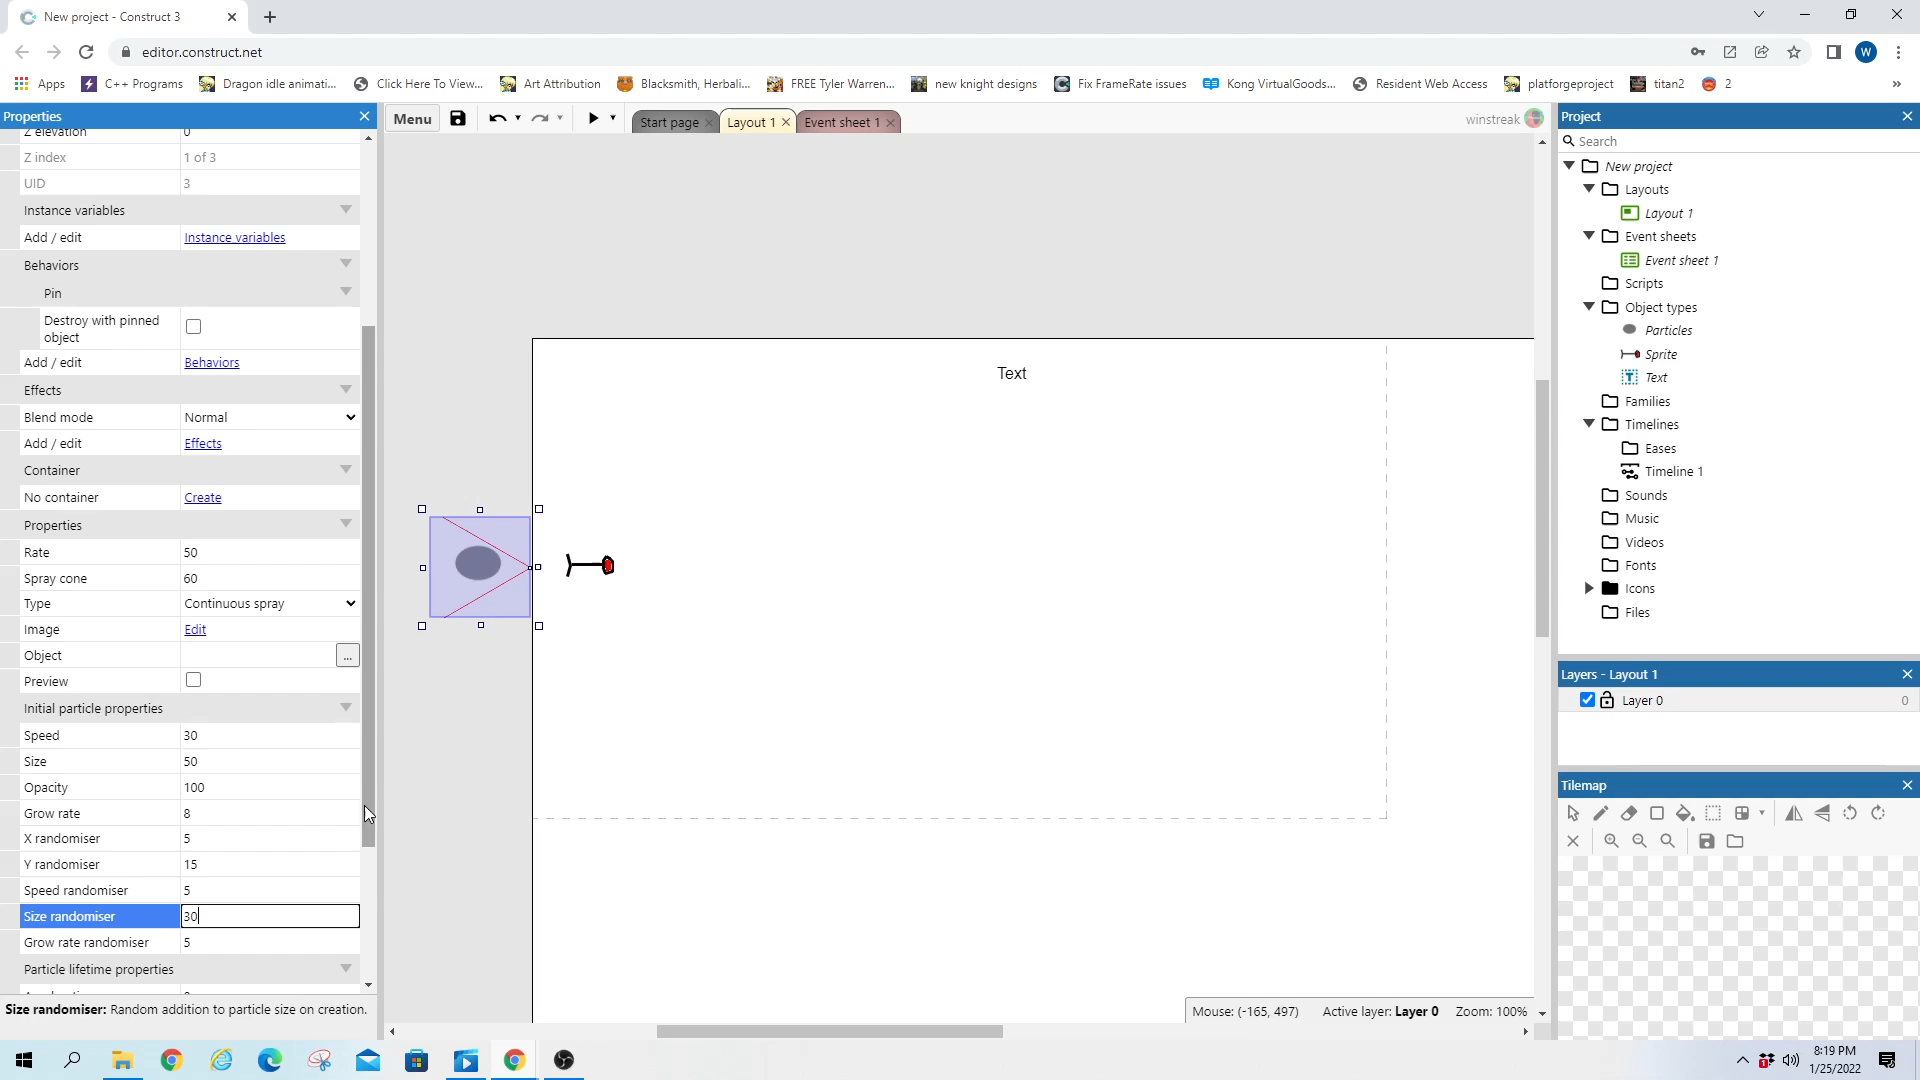 New project - Construct 3
editor.construct.net
W
Apps
C++ Programs
Dragon idle animati...
Click Here To View...
Art Attribution
Blacksmith, Herbali...
FREE Tyler Warren...
new knight designs
Fix FrameRate issues
Kong VirtualGoods...
Resident Web Access
platforgeproject
titan2
2
»
Properties
Menu
Start page
Layout 1
Event sheet 1
winstreak
Z elevation 0
Z index 1 of 3
UID 3
Instance variables
Add / edit Instance variables
Behaviors
Pin
Destroy with pinned
object
Add / edit Behaviors
Effects
Blend mode Normal
Add / edit Effects
Container
No container Create
Properties
Rate 50
Spray cone 60
Type Continuous spray
Image Edit
Object ...
Preview
Initial particle properties
Speed 30
Size 50
Opacity 100
Grow rate 8
X randomiser 5
Y randomiser 15
Speed randomiser 5
Size randomiser 30
Grow rate randomiser 5
Particle lifetime properties
Size randomiser: Random addition to particle size on creation.
Text
Mouse: (-165, 497) Active layer: Layer 0 Zoom: 100%
Project
Search
New project
Layouts
Layout 1
Event sheets
Event sheet 1
Scripts
Object types
Particles
Sprite
T Text
Families
Timelines
Eases
Timeline 1
Sounds
Music
Videos
Fonts
Icons
Files
Layers - Layout 1
Layer 0 0
Tilemap
8:19 PM
1/25/2022